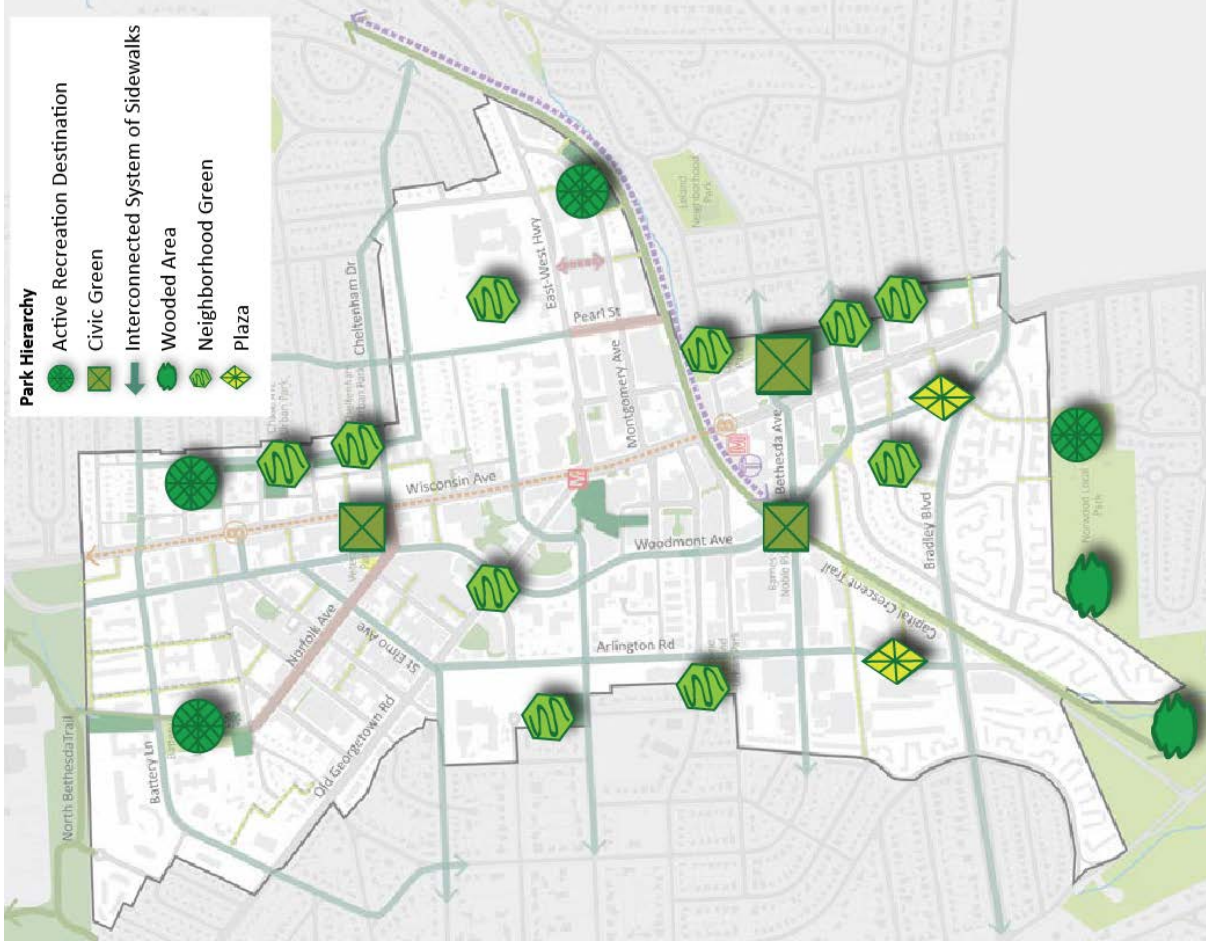 Park Hierarchy
Active Recreation Destination
Civic Green
Interconnected System of Sidewalks
Wooded Area
Neighborhood Green
Plaza
North BethesdaTrail
Battery Ln
Norfolk Ave
St Elmo Ave
Old Georgetown Rd
Wisconsin Ave
Cheltenham Dr
East-West Hwy
Pearl St
Montgomery Ave
Woodmont Ave
Arlington Rd
Bethesda Ave
Bradley Blvd
Capital Crescent Trail
Leland
Neighborhood
Park
Norwood Local
Park
M
M
B
B